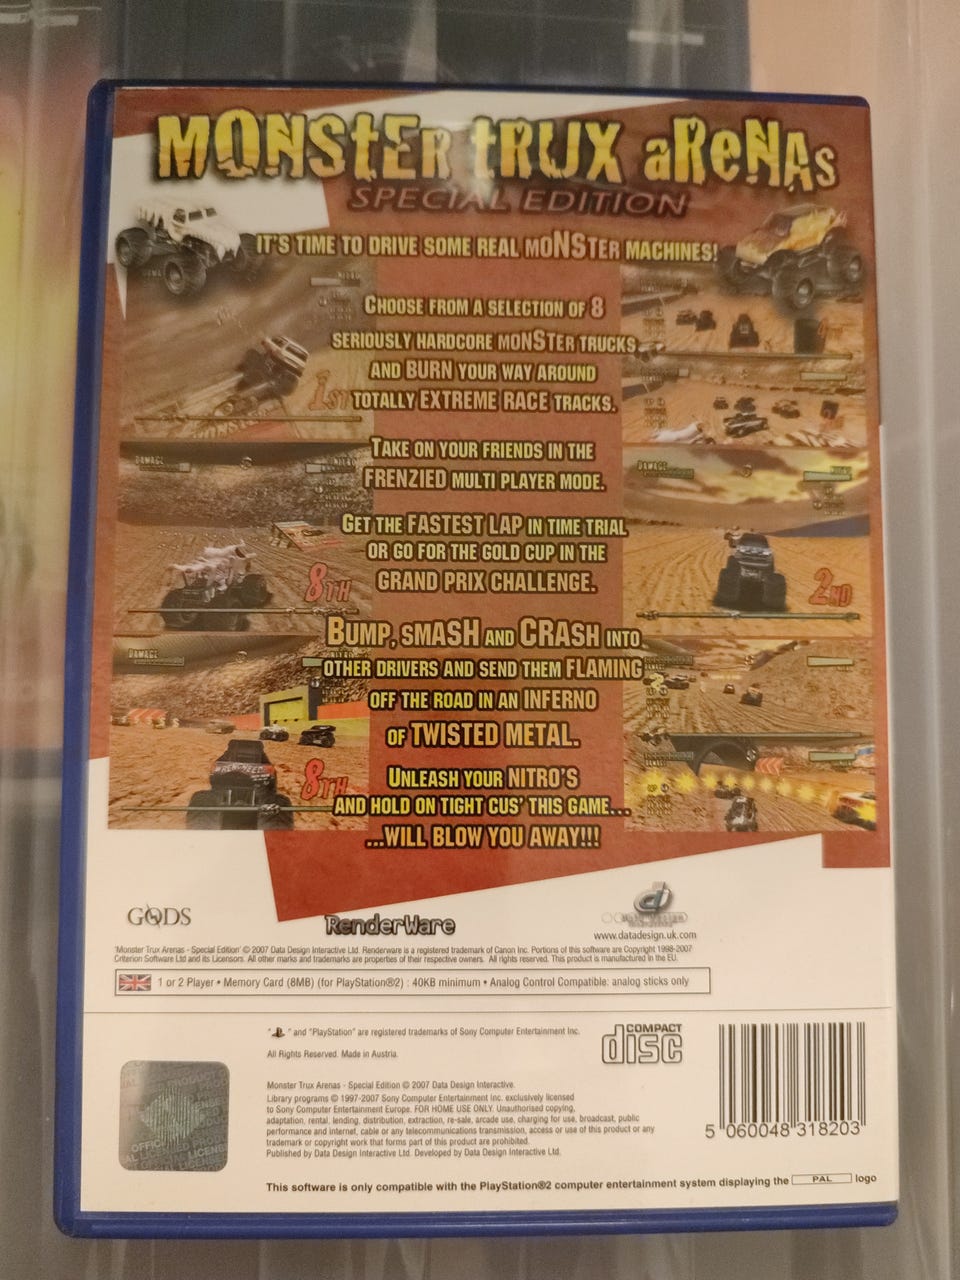 MONSTER TRUX ARENAS
SPECIAL EDITION
IT'S TIME TO DRIVE SOME REAL MONSTER MACHINES!
CHOOSE FROM A SELECTION OF 8
SERIOUSLY HARDCORE MONSTER TRUCKS
AND BURN YOUR WAY AROUND
TOTALLY EXTREME RACE TRACKS.
1ST
TAKE ON YOUR FRIENDS IN THE
FRENZIED MULTI PLAYER MODE.
DAMAGE
DAMAGE
GET THE FASTEST LAP IN TIME TRIAL
OR GO FOR THE GOLD CUP IN THE
GRAND PRIX CHALLENGE.
8TH
2ND
BUMP, SMASH AND CRASH INTO
OTHER DRIVERS AND SEND THEM FLAMING
OFF THE ROAD IN AN INFERNO
OF TWISTED METAL.
DAMAGE
8TH
UNLEASH YOUR NITRO'S
AND HOLD ON TIGHT CUS' THIS GAME...
...WILL BLOW YOU AWAY!!!
GODS
RenderWare
www.datadesign.uk.com
'Monster Trux Arenas - Special Edition' © 2007 Data Design Interactive Ltd. Renderware is a registered trademark of Canon Inc. Portions of this software are Copyright 1998-2007
Criterion Software Ltd and its Licensors. All other marks and trademarks are properties of their respective owners. All rights reserved. This product is manufactured in the EU.
1 or 2 Player • Memory Card (8MB) (for PlayStation®2) : 40KB minimum • Analog Control Compatible: analog sticks only
" " and "PlayStation" are registered trademarks of Sony Computer Entertainment Inc.
All Rights Reserved. Made in Austria.
COMPACT
disc
Monster Trux Arenas - Special Edition © 2007 Data Design Interactive.
Library programs © 1997-2007 Sony Computer Entertainment Inc. exclusively licensed
to Sony Computer Entertainment Europe. FOR HOME USE ONLY. Unauthorised copying,
adaptation, rental, lending, distribution, extraction, re-sale, arcade use, charging for use, broadcast, public
performance and internet, cable or any telecommunications transmission, access or use of this product or any
trademark or copyright work that forms part of this product are prohibited.
Published by Data Design Interactive Ltd. Developed by Data Design Interactive Ltd.
5 060048 318203
This software is only compatible with the PlayStation®2 computer entertainment system displaying the PAL logo